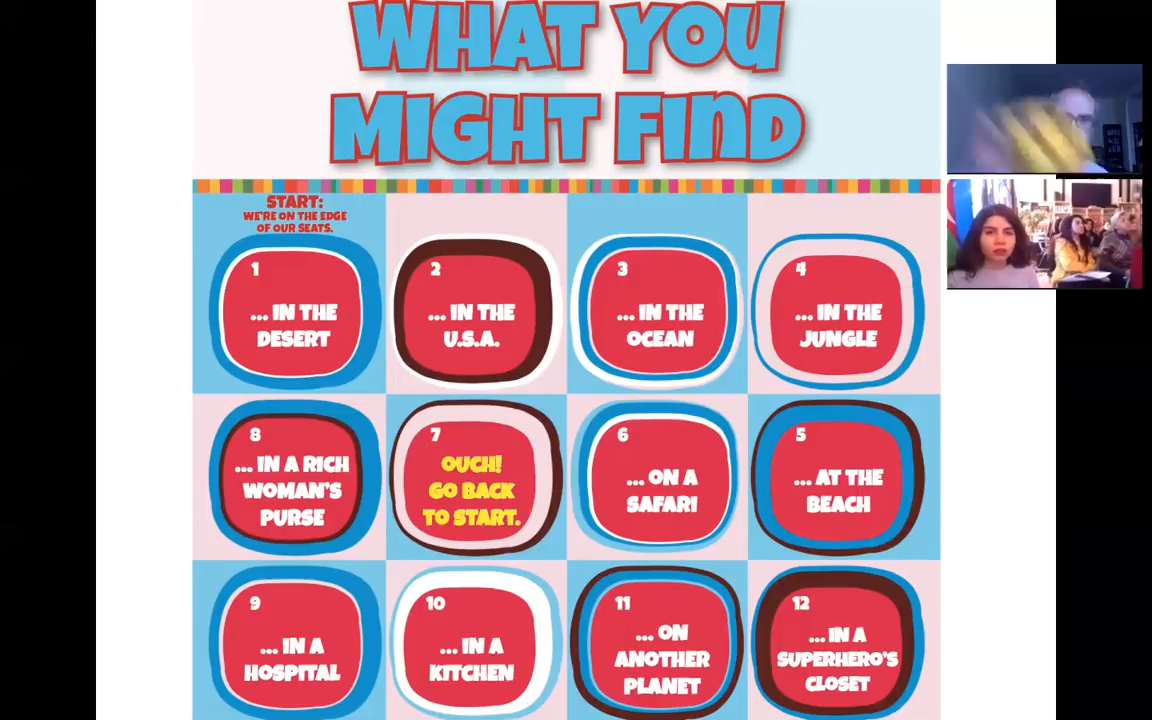 WHAT YOU
MIGHT FIND
START:
WE'RE ON THE EDGE
OF OUR SEATS.
1
... IN THE
DESERT
2
... IN THE
U.S.A.
3
... IN THE
OCEAN
4
... IN THE
JUNGLE
8
... IN A RICH
WOMAN'S
PURSE
7
OUCH!
GO BACK
TO START.
6
... ON A
SAFARI
5
... AT THE
BEACH
9
... IN A
HOSPITAL
10
... IN A
KITCHEN
11
... ON
ANOTHER
PLANET
12
... IN A
SUPERHERO'S
CLOSET